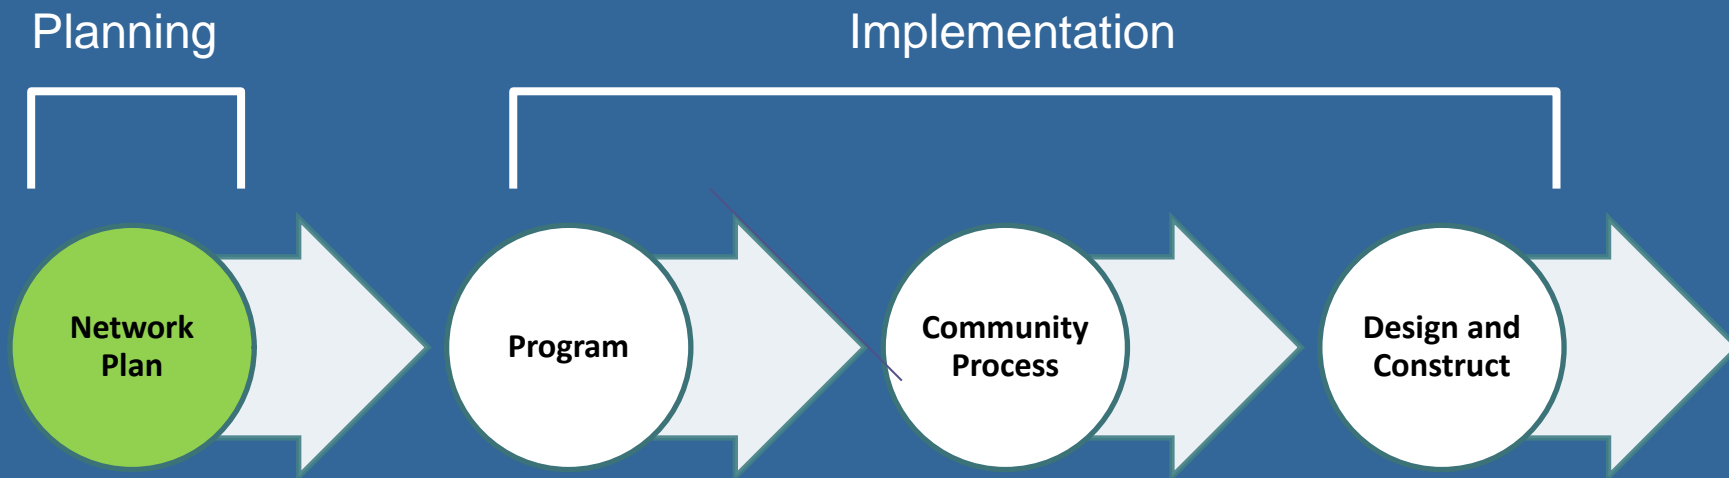 Planning
Implementation
Network
Plan
Program
Community
Process
Design and
Construct